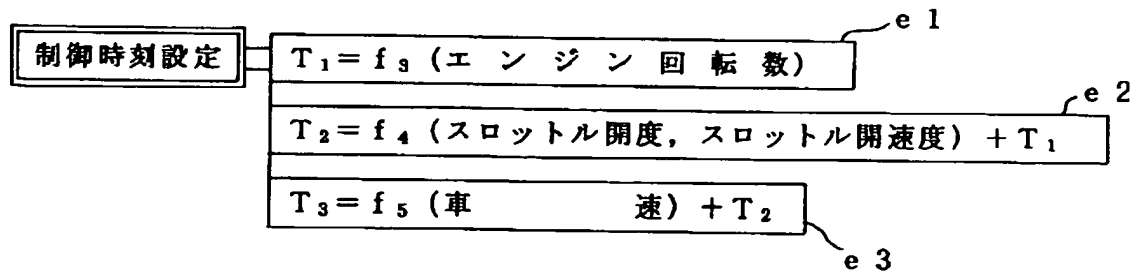 e 1
制御時刻設定
T₁=f₃(エンジン回転数)
e 2
T₂=f₄(スロットル開度,スロットル開速度)+T₁
T₃=f₅(車 速)+T₂
e 3